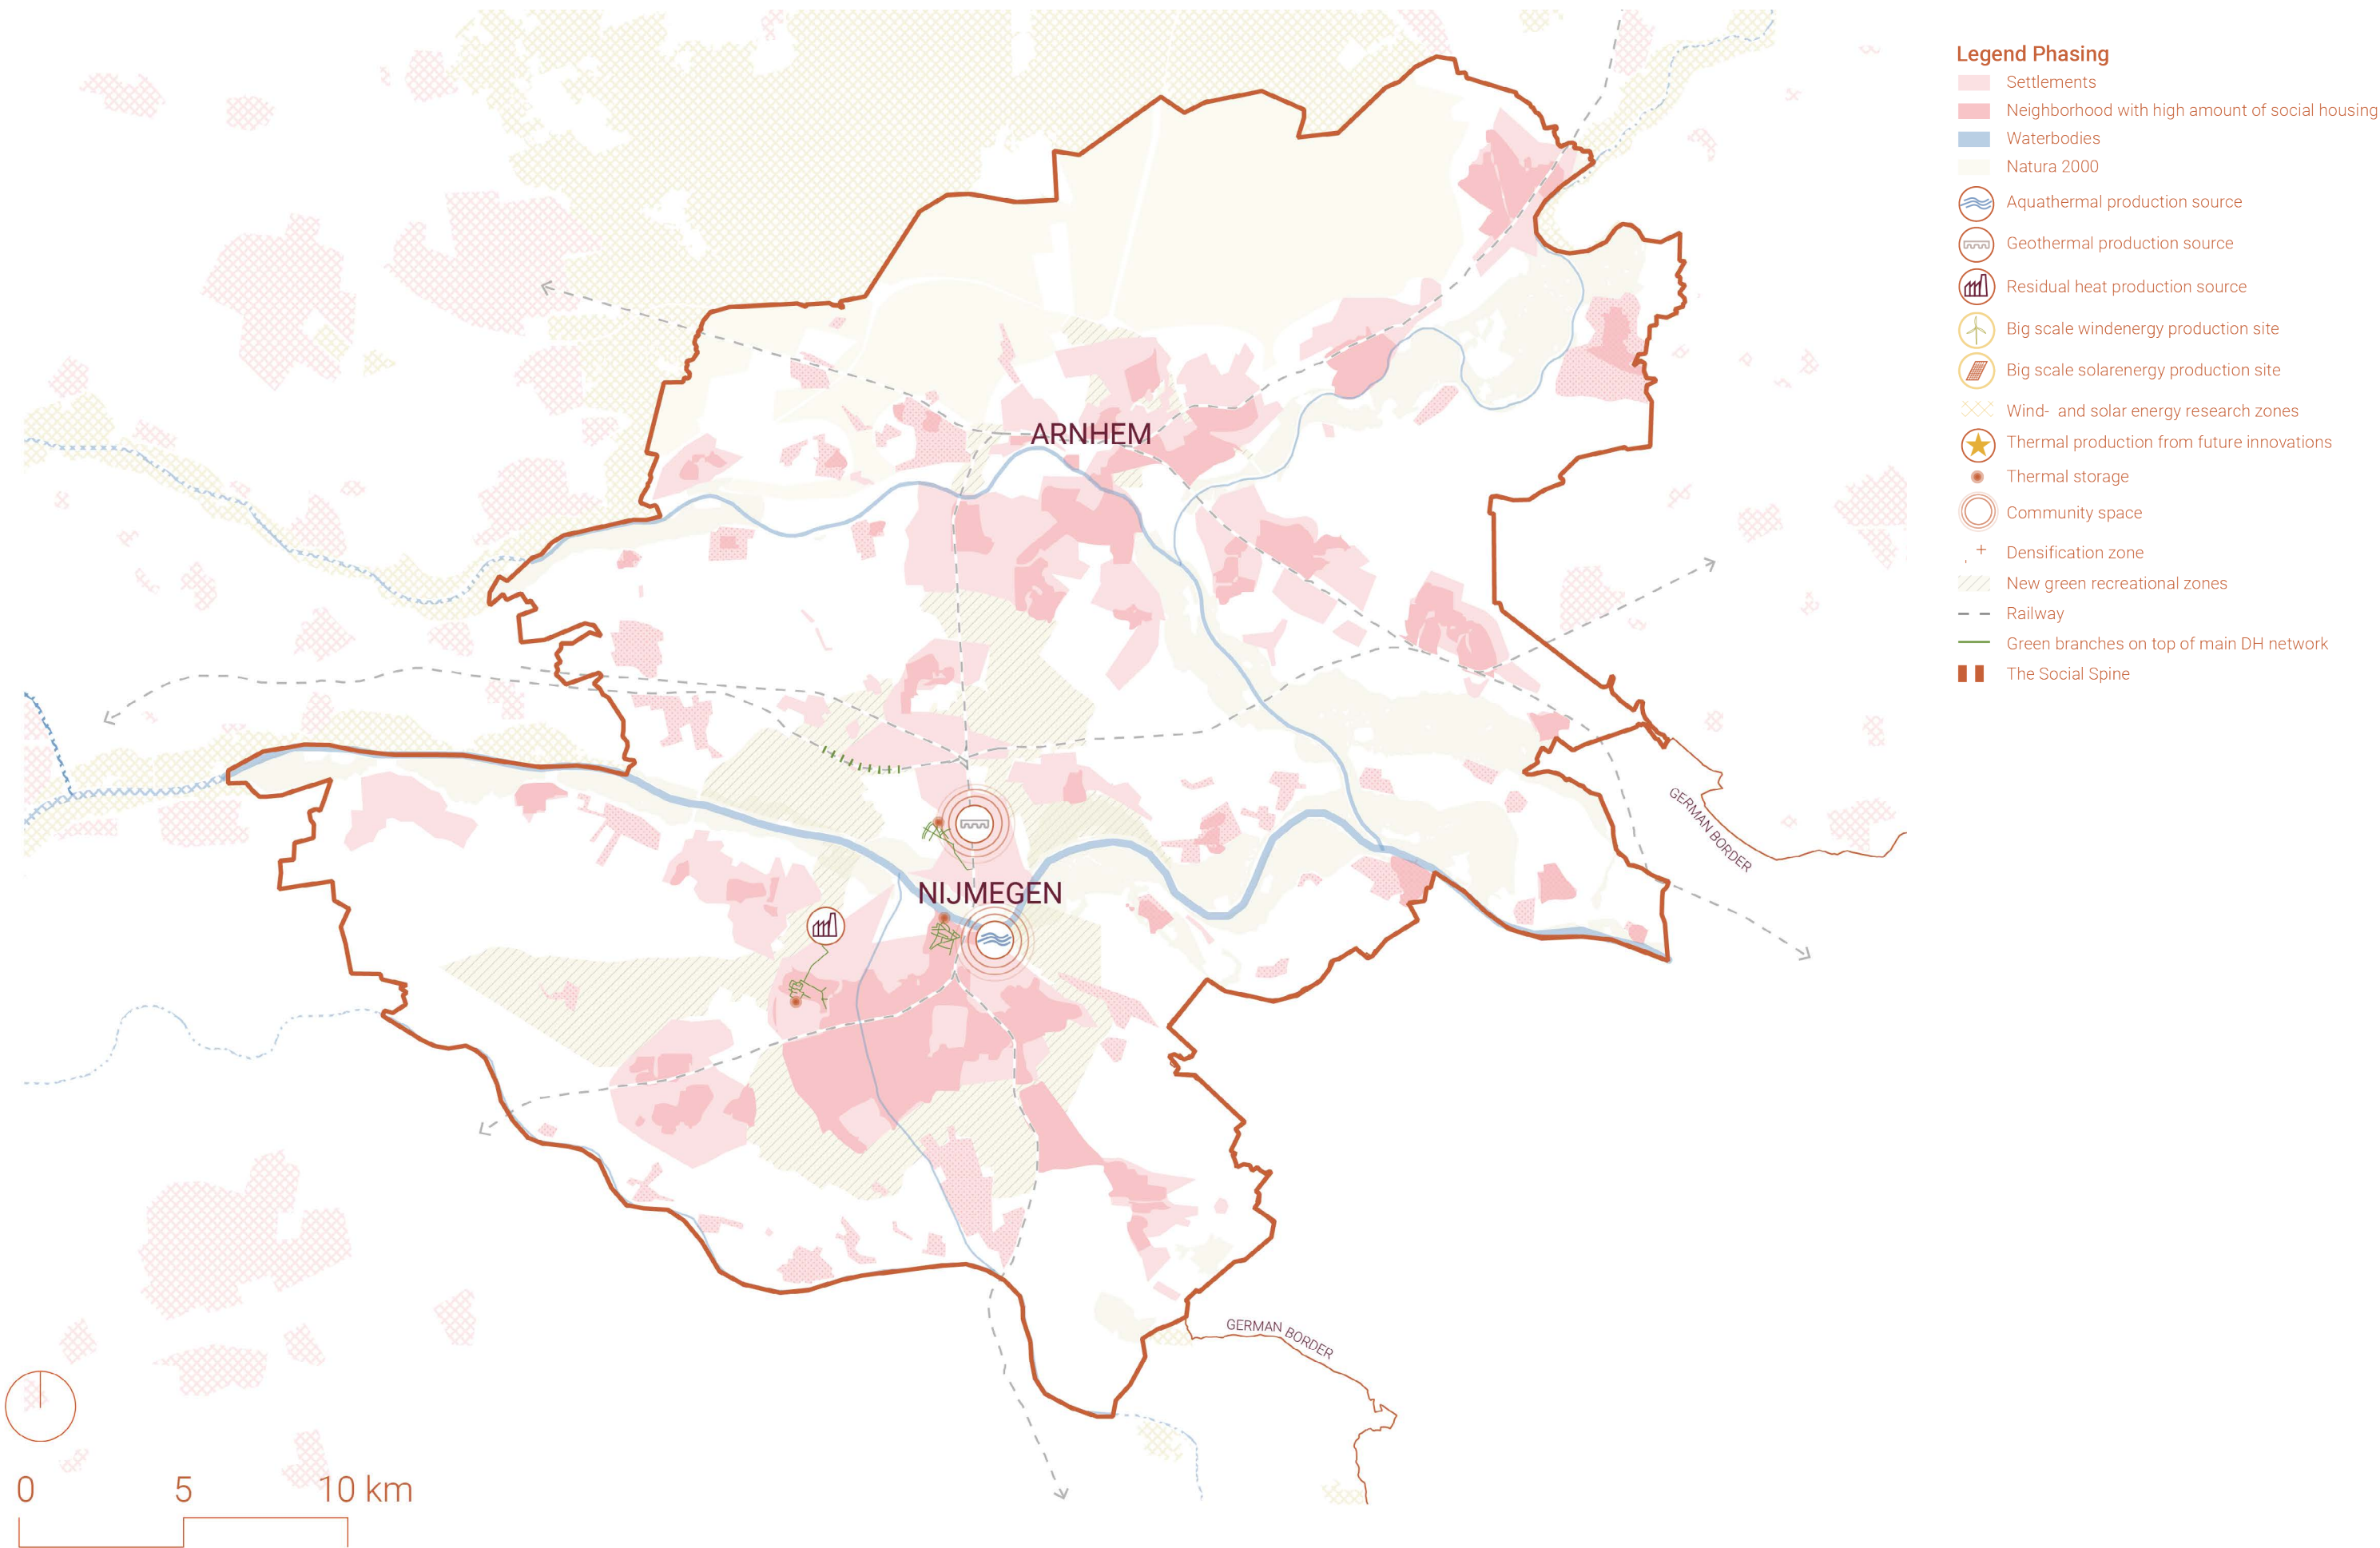 Legend Phasing
Settlements
Neighborhood with high amount of social housing
Waterbodies
Natura 2000
Aquathermal production source
Geothermal production source
Residual heat production source
Big scale windenergy production site
Big scale solarenergy production site
Wind- and solar energy research zones
Thermal production from future innovations
Thermal storage
Community space
Densification zone
New green recreational zones
Railway
Green branches on top of main DH network
The Social Spine
ARNHEM
GERMAN BORDER
NIJMEGEN
GERMAN BORDER
0 5 10 km